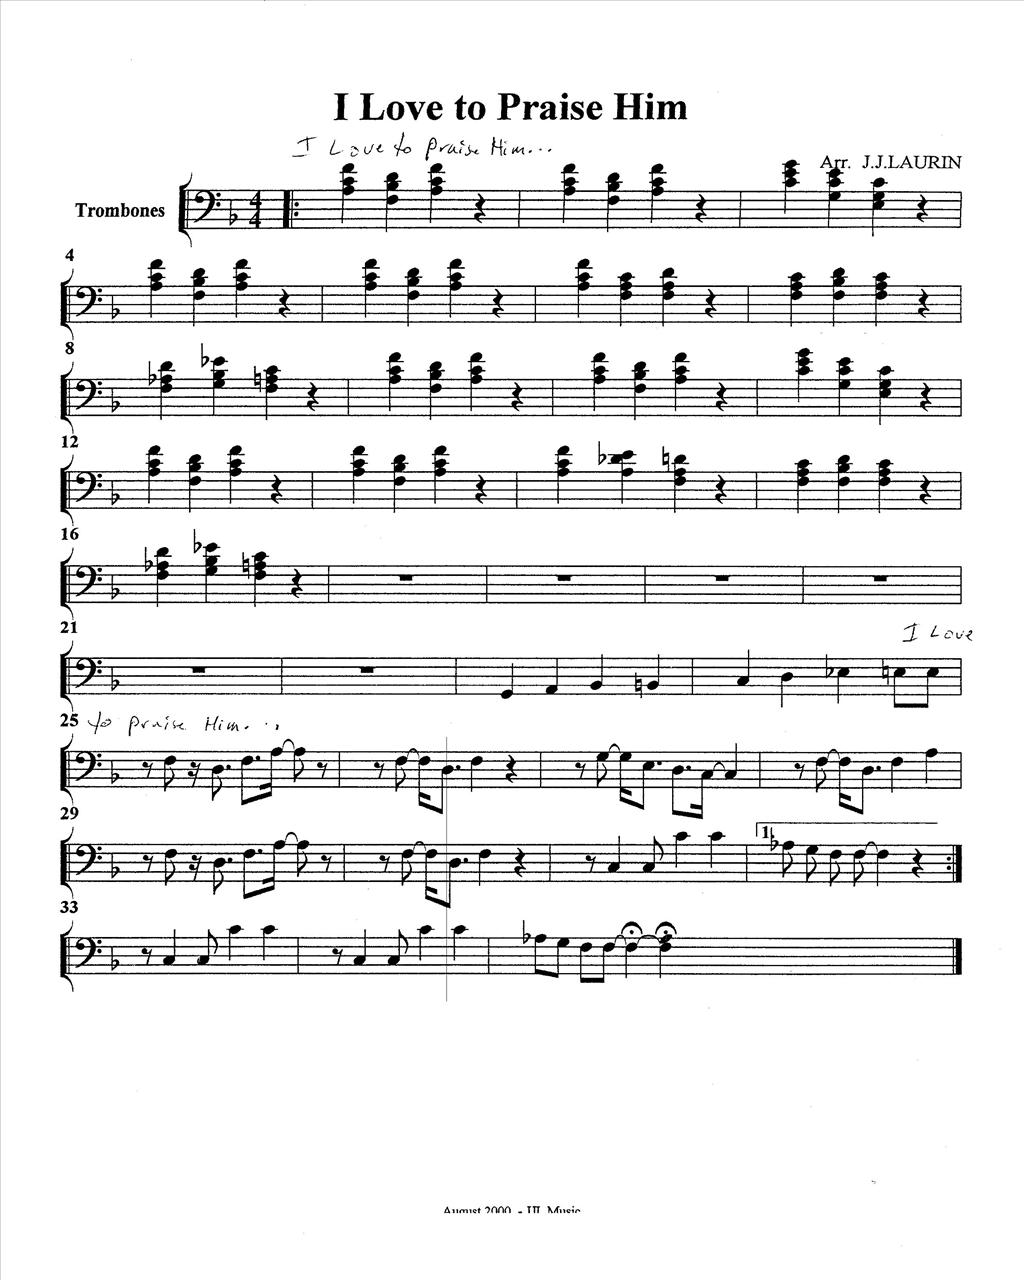 I Love to Praise Him
I Love to Praise Him...
Arr. J.J.LAURIN
Trombones
4
8
12
16
21
I Love
25 to Praise Him...
29
1.
33
August 2000 - JJL Music